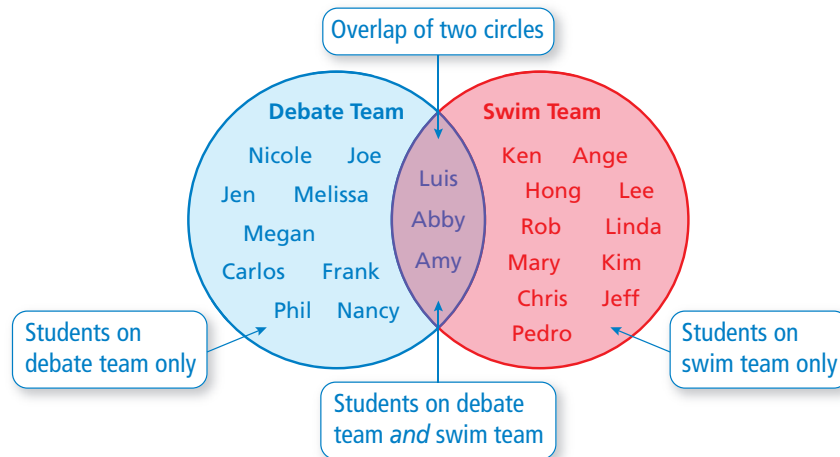 Overlap of two circles
Debate Team
Swim Team
Nicole Joe
Jen Melissa
Megan
Carlos Frank
Phil Nancy
Luis
Abby
Amy
Ken Ange
Hong Lee
Rob Linda
Mary Kim
Chris Jeff
Pedro
Students on
debate team only
Students on debate
team and swim team
Students on
swim team only